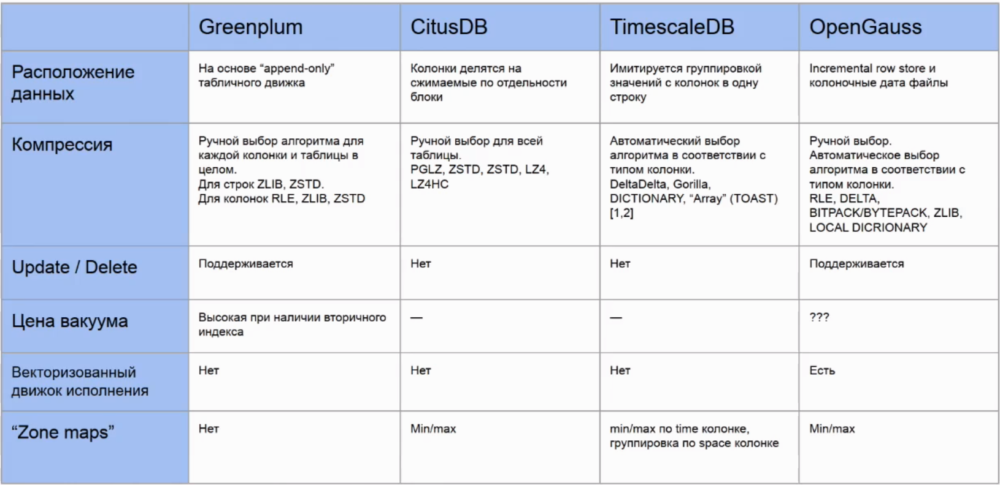 Greenplum
CitusDB
TimescaleDB
OpenGauss
Расположение
данных
На основе “append-only”
табличного движка
Колонки делятся на
сжимаемые по отдельности
блоки
Имитируется группировкой
значений с колонок в одну
строку
Incremental row store и
колоночные дата файлы
Компрессия
Ручной выбор алгоритма для
каждой колонки и таблицы в
целом.
Для строк ZLIB, ZSTD.
Для колонок RLE, ZLIB, ZSTD
Ручной выбор для всей
таблицы.
PGLZ, ZSTD, ZSTD, LZ4,
LZ4HC
Автоматический выбор
алгоритма в соответствии с
типом колонки.
DeltaDelta, Gorilla,
DICTIONARY, “Array” (TOAST)
[1,2]
Ручной выбор.
Автоматическое выбор
алгоритма в соответствии с
типом колонки.
RLE, DELTA,
BITPACK/BYTEPACK, ZLIB,
LOCAL DICRIONARY
Update / Delete
Поддерживается
Нет
Нет
Поддерживается
Цена вакуума
Высокая при наличии вторичного
индекса
—
—
???
Векторизованный
движок исполнения
Нет
Нет
Нет
Есть
“Zone maps”
Нет
Min/max
min/max по time колонке,
группировка по space колонке
Min/max